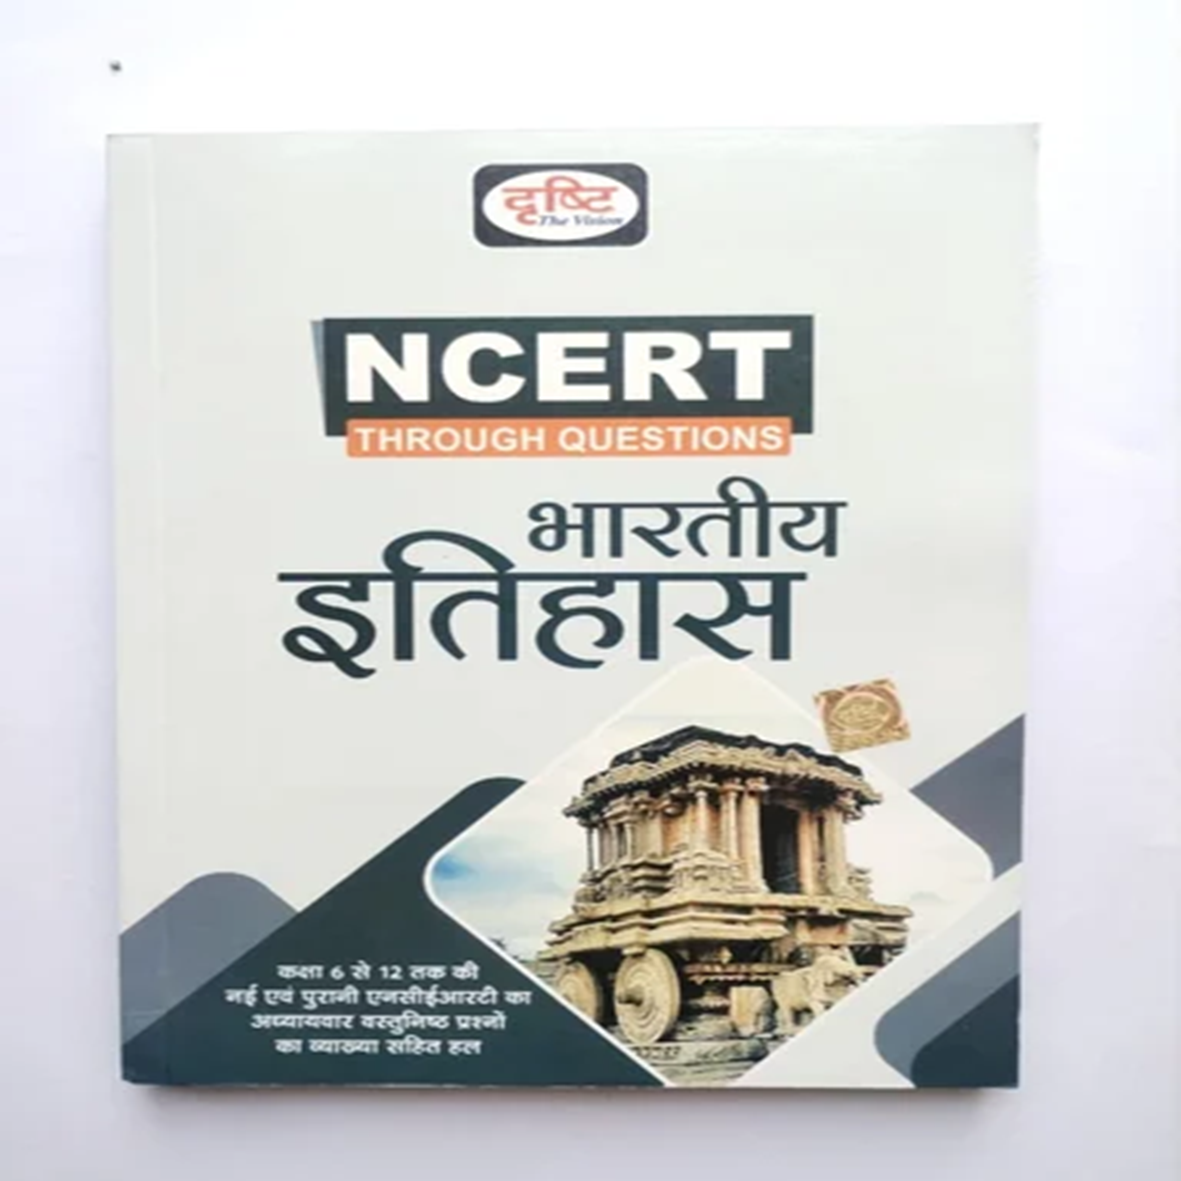 दृष्टि
The Vision
NCERT
THROUGH QUESTIONS
भारतीय
इतिहास
कक्षा 6 से 12 तक की
नई एवं पुरानी एनसीईआरटी का
अध्यायवार वस्तुनिष्ठ प्रश्नों
का व्याख्या सहित हल